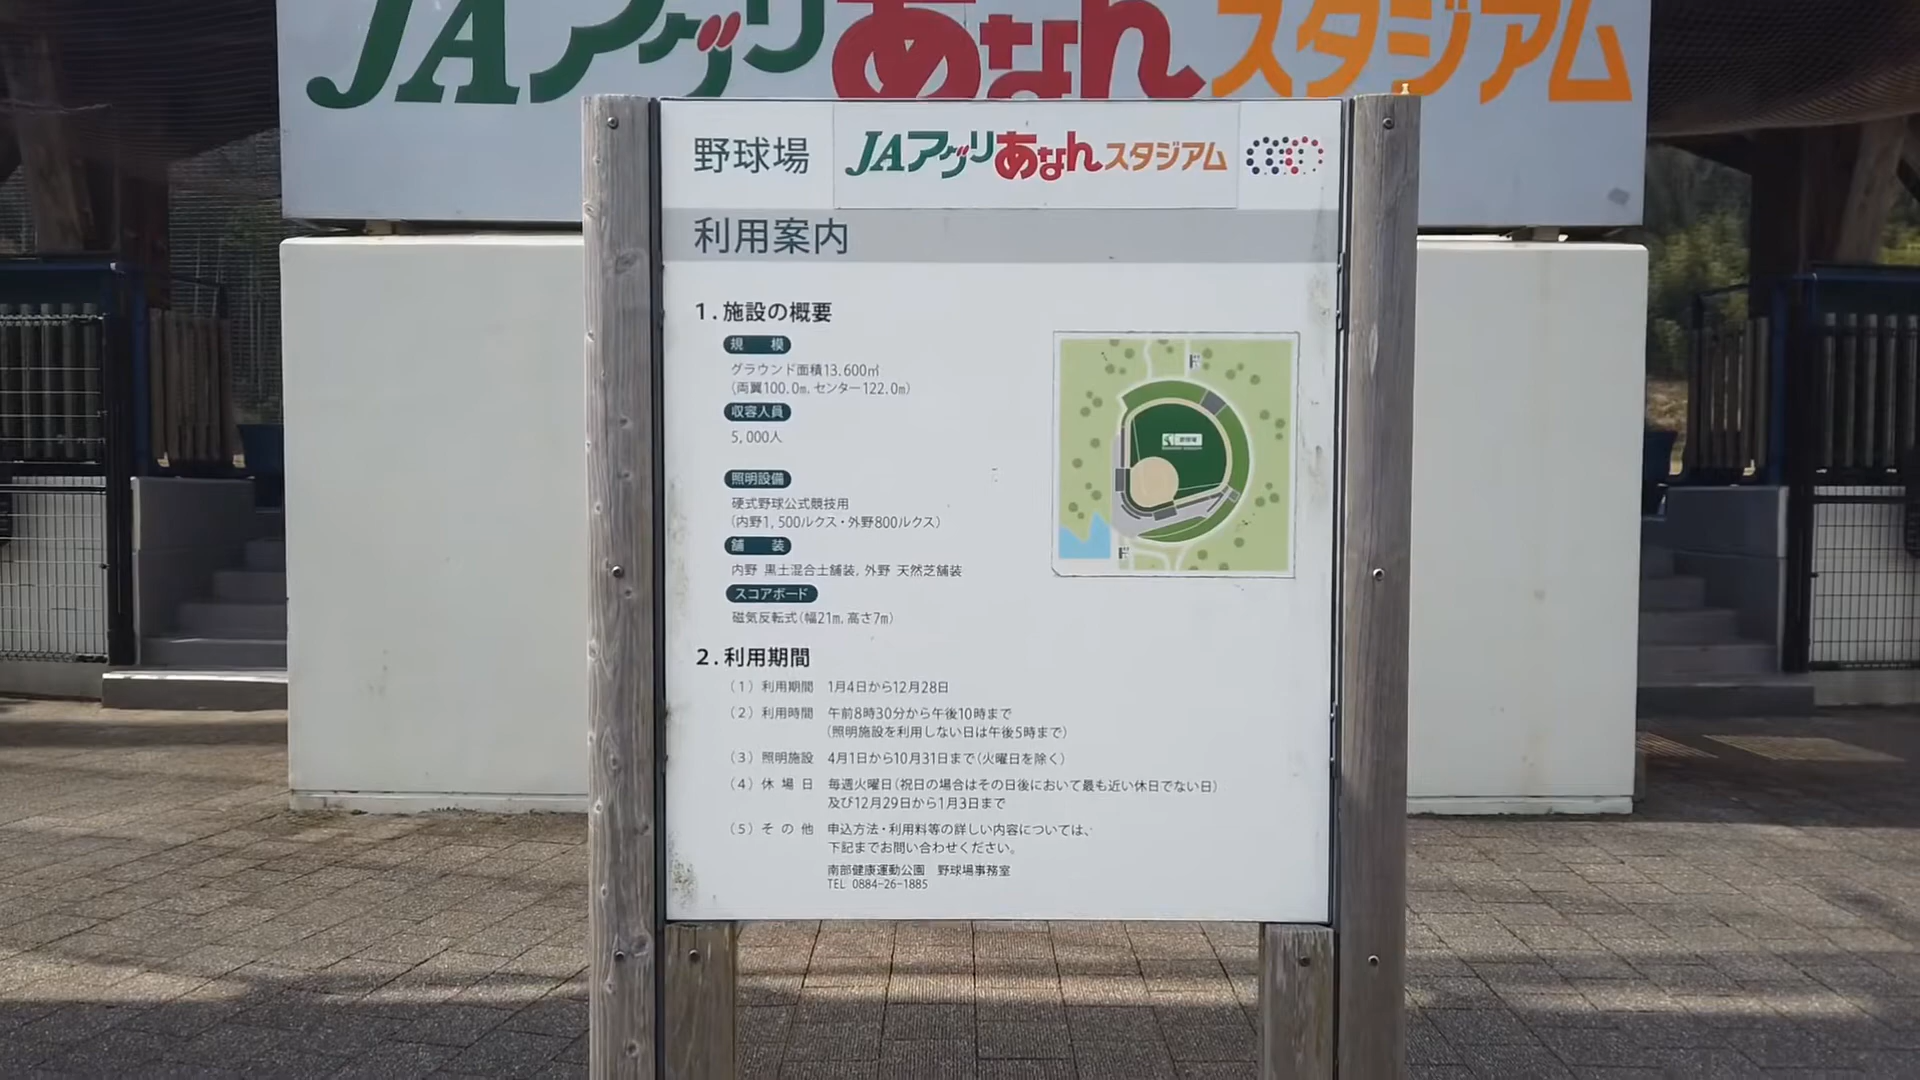 JAアグリあなんスタジアム
野球場 JAアグリあなんスタジアム
利用案内
1.施設の概要
規 模
グラウンド面積13,600㎡
(両翼100.0m,センター122.0m)
収容人員
5,000人
照明設備
硬式野球公式競技用
(内野1,500ルクス・外野800ルクス)
舗 装
内野 黒土混合土舗装, 外野 天然芝舗装
スコアボード
磁気反転式(幅21m,高さ7m)
2.利用期間
(1)利用期間 1月4日から12月28日
(2)利用時間 午前8時30分から午後10時まで
(照明施設を利用しない日は午後5時まで)
(3)照明施設 4月1日から10月31日まで(火曜日を除く)
(4)休 場 日 毎週火曜日(祝日の場合はその日後において最も近い休日でない日)
及び12月29日から1月3日まで
(5)そ の 他 申込方法・利用料等の詳しい内容については、
下記までお問い合わせください。
南部健康運動公園 野球場事務室
TEL 0884-26-1885